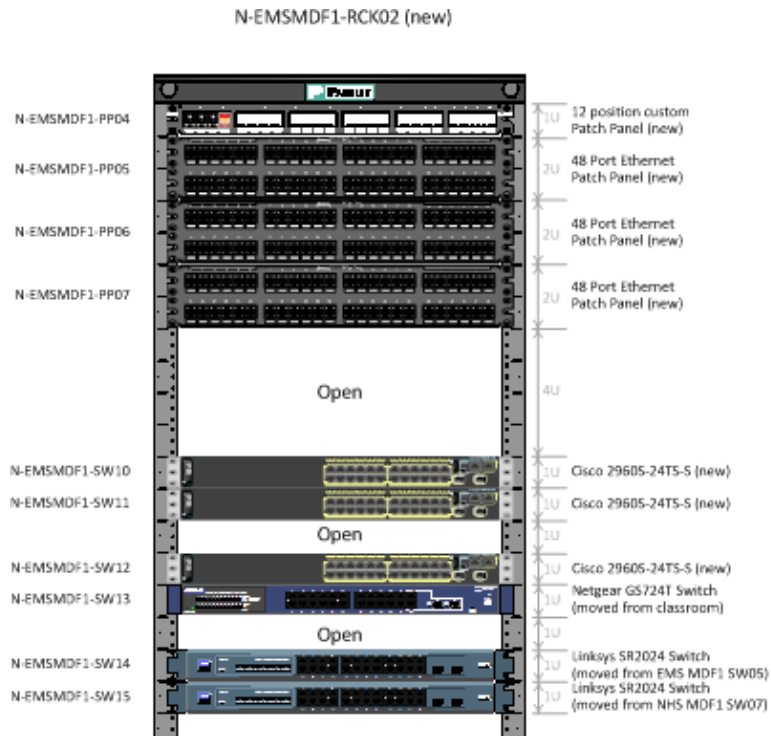 N-EMSMDF1-RCK02 (new)
PANDUIT
N-EMSMDF1-PP04
1U
12 position custom
Patch Panel (new)
N-EMSMDF1-PP05
2U
48 Port Ethernet
Patch Panel (new)
N-EMSMDF1-PP06
2U
48 Port Ethernet
Patch Panel (new)
N-EMSMDF1-PP07
2U
48 Port Ethernet
Patch Panel (new)
Open
4U
N-EMSMDF1-SW10
1U
Cisco 2960S-24TS-S (new)
N-EMSMDF1-SW11
1U
Cisco 2960S-24TS-S (new)
Open
1U
N-EMSMDF1-SW12
1U
Cisco 2960S-24TS-S (new)
N-EMSMDF1-SW13
1U
Netgear GS724T Switch
(moved from classroom)
Open
1U
N-EMSMDF1-SW14
1U
Linksys SR2024 Switch
(moved from EMS MDF1 SW05)
N-EMSMDF1-SW15
1U
Linksys SR2024 Switch
(moved from NHS MDF1 SW07)